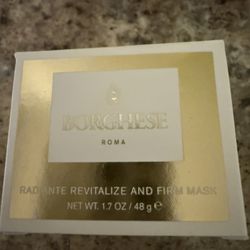 BORGHESE
ROMA
RADIANTE REVITALIZE AND FIRM MASK
NET WT. 1.7 OZ / 48 g e